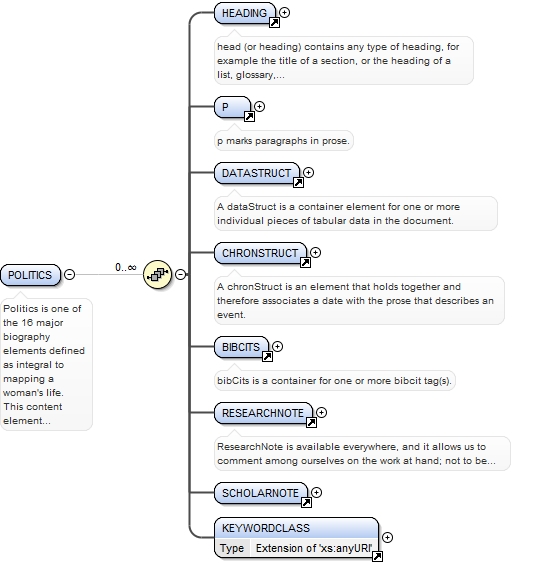 HEADING
head (or heading) contains any type of heading, for
example the title of a section, or the heading of a
list, glossary,...
P
p marks paragraphs in prose.
DATASTRUCT
A dataStruct is a container element for one or more
individual pieces of tabular data in the document.
CHRONSTRUCT
A chronStruct is an element that holds together and
therefore associates a date with the prose that describes an
event.
POLITICS
0..∞
Politics is one of
the 16 major
biography
elements defined
as integral to
mapping a
woman's life.
This content
element...
BIBCITS
bibCits is a container for one or more bibcit tag(s).
RESEARCHNOTE
ResearchNote is available everywhere, and it allows us to
comment among ourselves on the work at hand; not to be...
SCHOLARNOTE
KEYWORDCLASS
Type Extension of 'xs:anyURI'